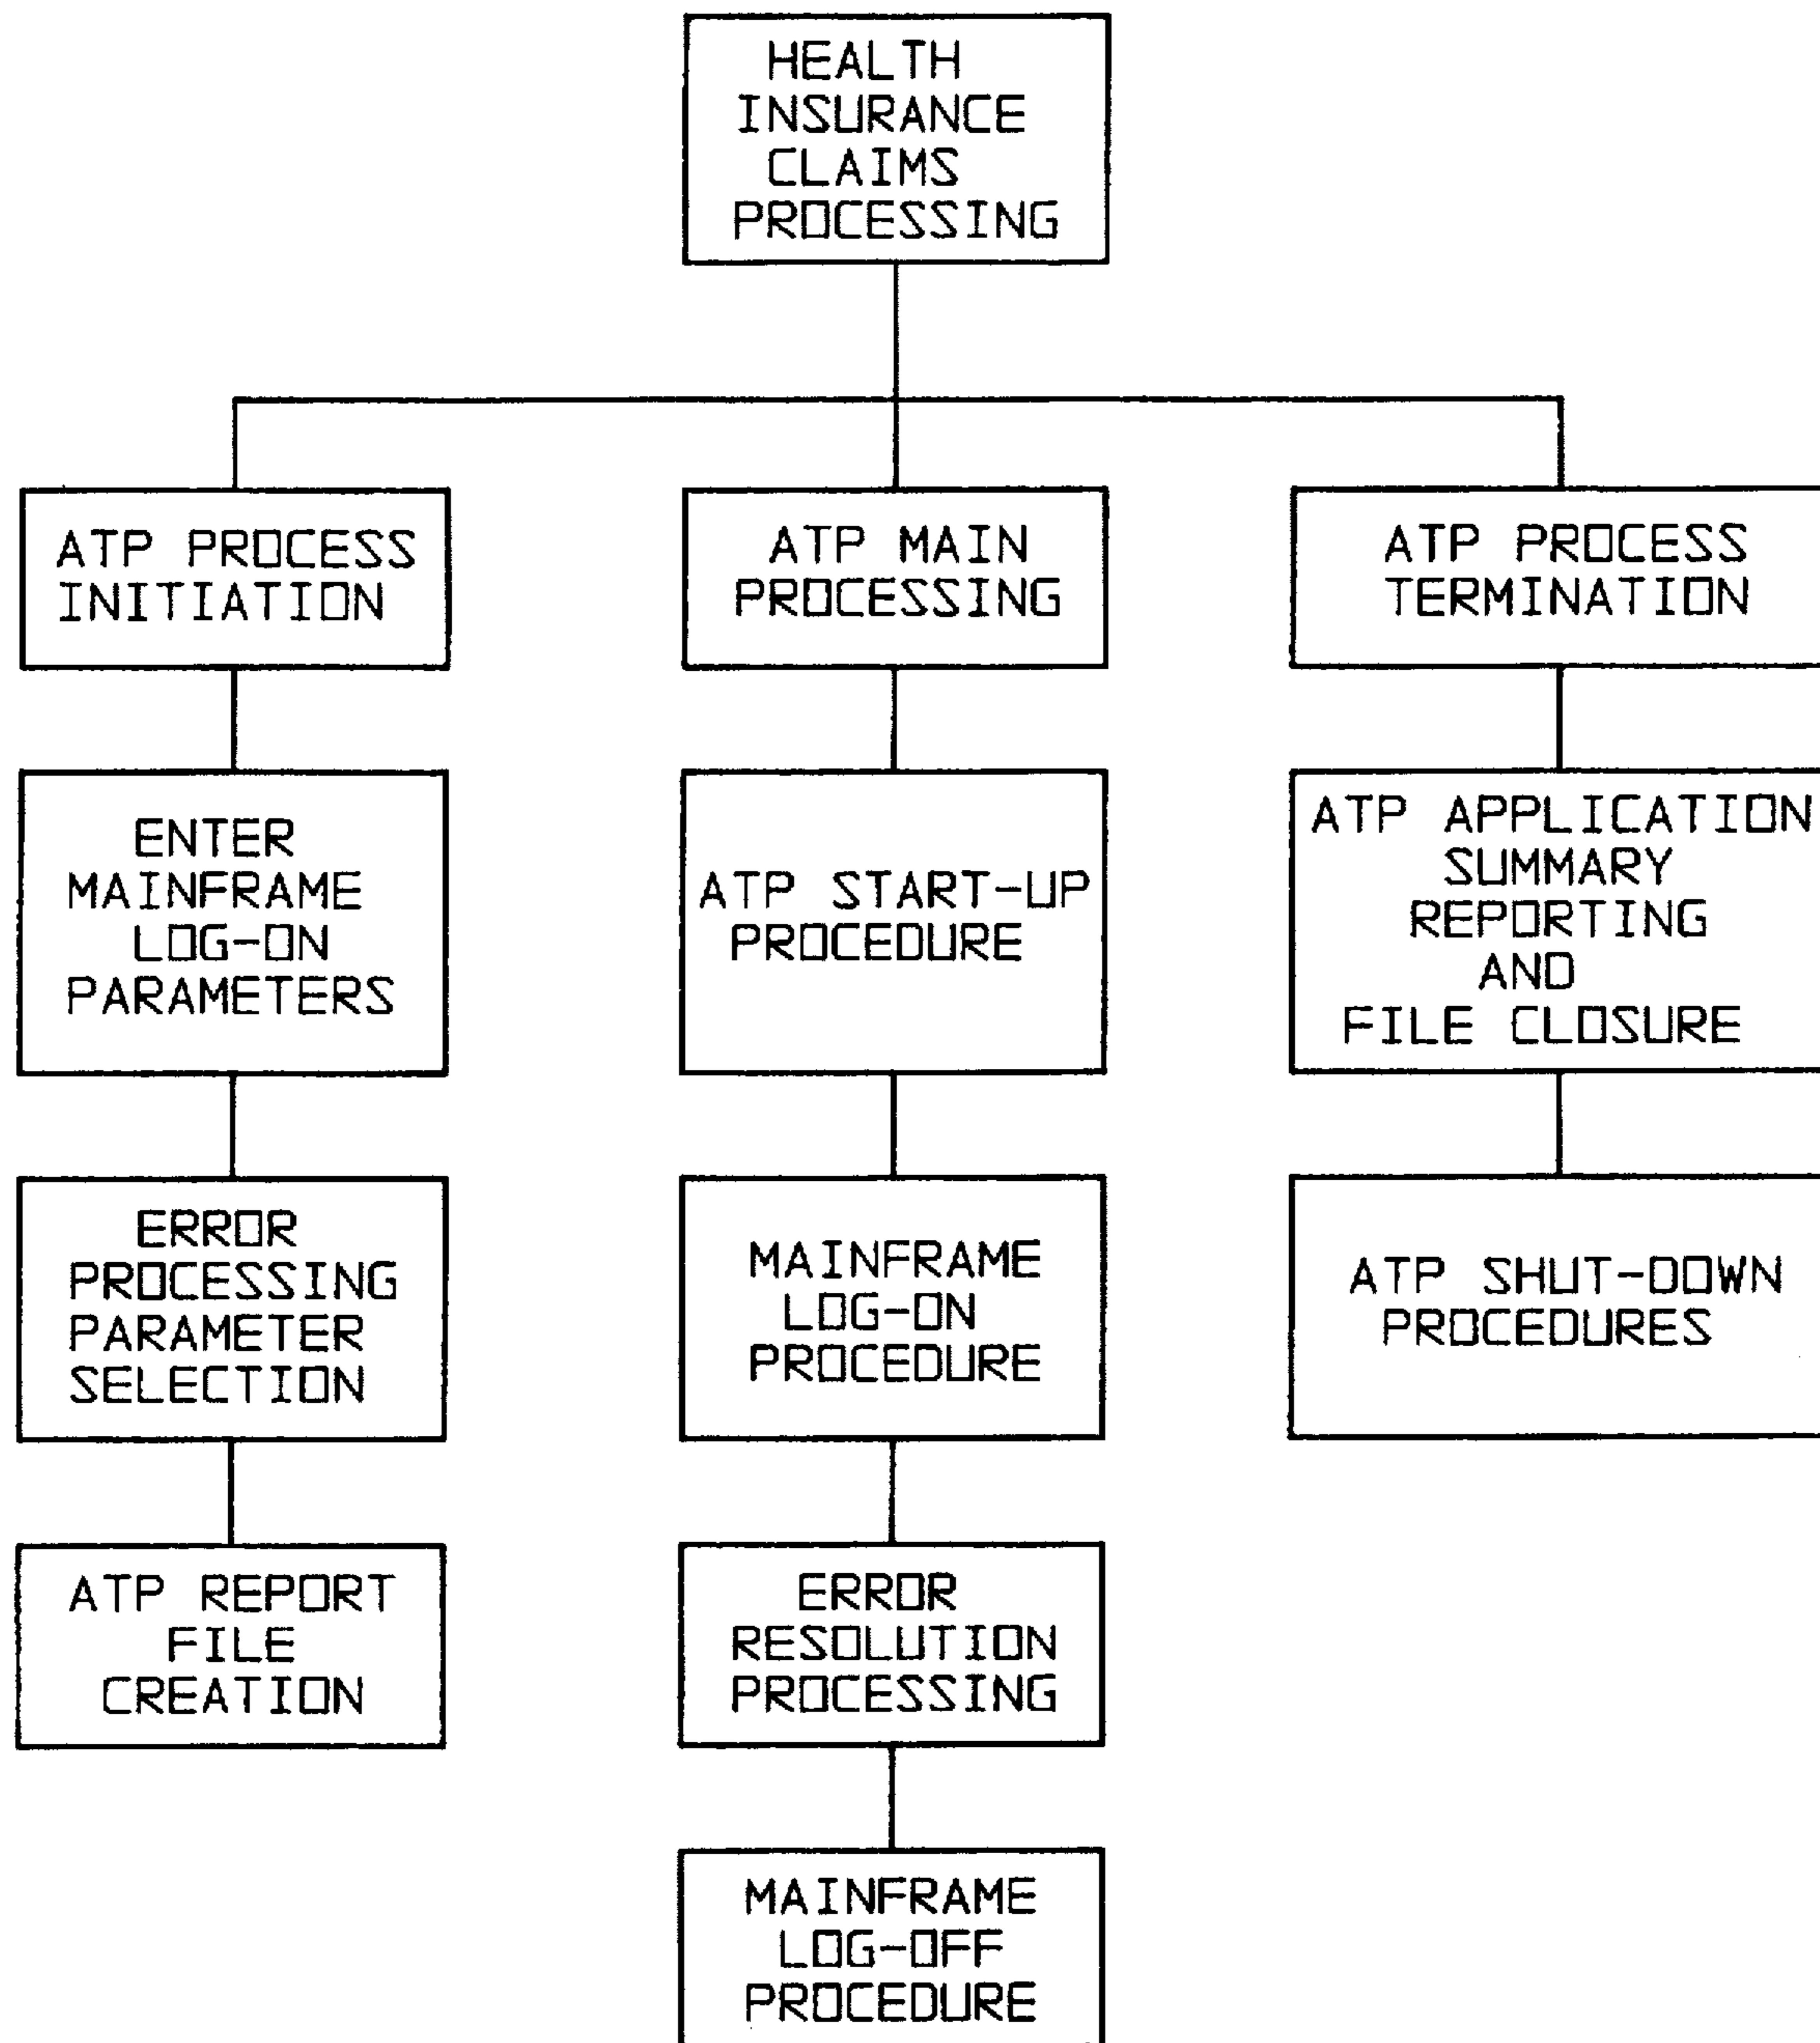 HEALTH
INSURANCE
CLAIMS
PROCESSING
ATP PROCESS
INITIATION
ATP MAIN
PROCESSING
ATP PROCESS
TERMINATION
ENTER
MAINFRAME
LOG-ON
PARAMETERS
ATP START-UP
PROCEDURE
ATP APPLICATION
SUMMARY
REPORTING
AND
FILE CLOSURE
ERROR
PROCESSING
PARAMETER
SELECTION
MAINFRAME
LOG-ON
PROCEDURE
ATP SHUT-DOWN
PROCEDURES
ATP REPORT
FILE
CREATION
ERROR
RESOLUTION
PROCESSING
MAINFRAME
LOG-OFF
PROCEDURE